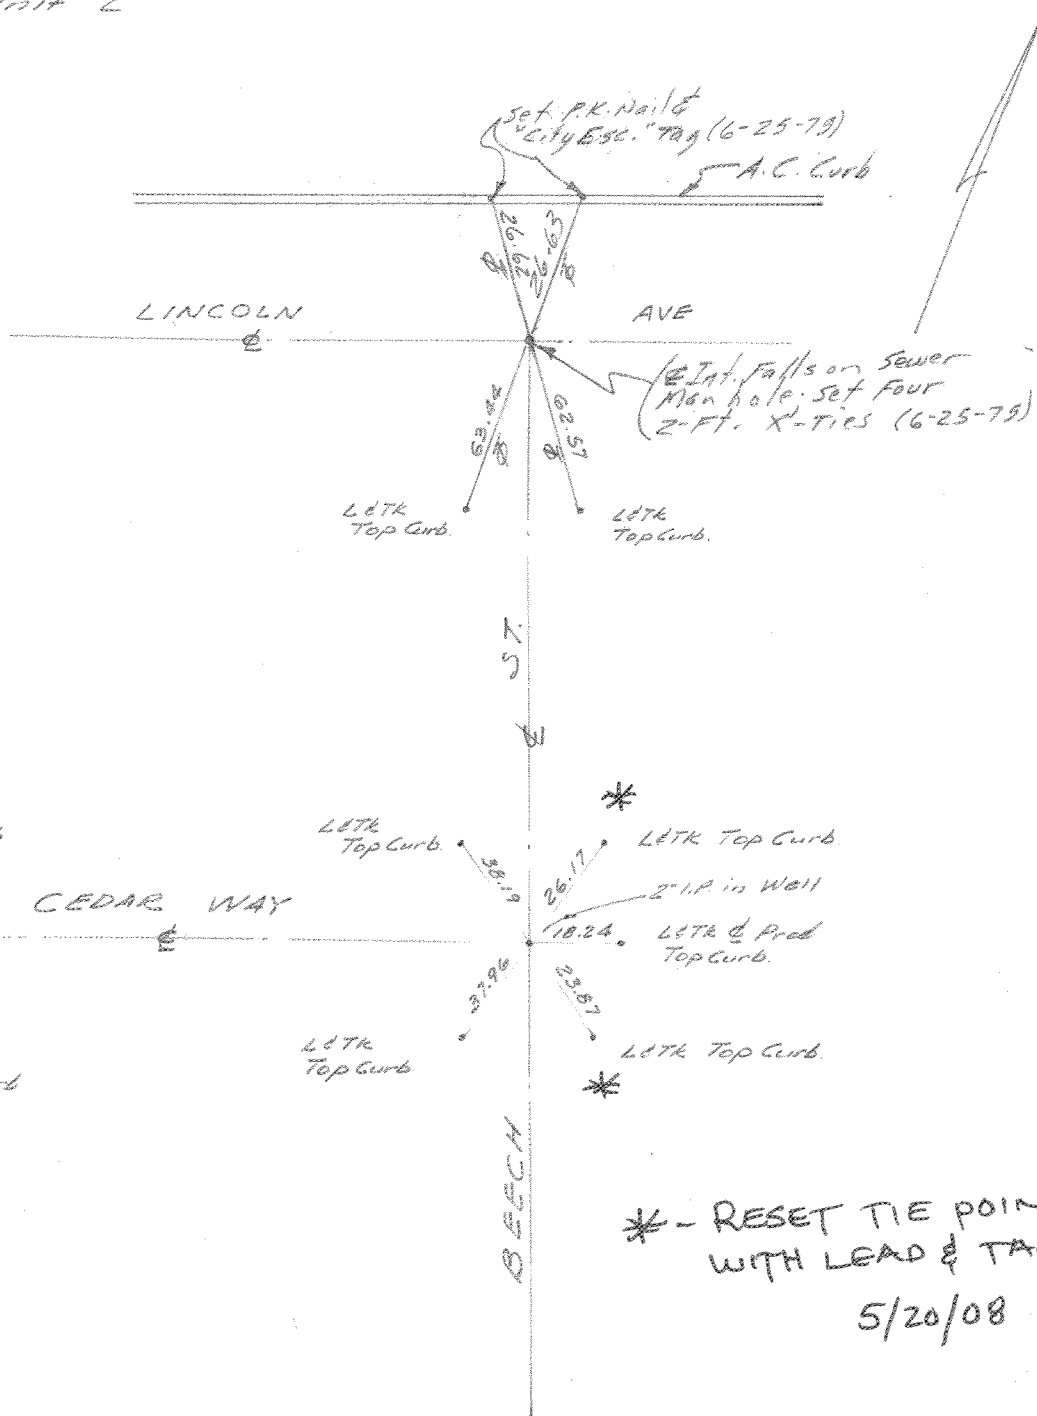 Set P.K. Nail &
"City Esc." Tag (6-25-75)
A.C. Curb
26.29
26.63
LINCOLN AVE
℄
℄ Int. Falls on Sewer
Manhole. Set Four
2-Ft. "X"-Ties (6-25-75)
63.42
62.57
L&TK
Top Curb.
L&TK
Top Curb.
ST.
℄
*
L&TK
Top Curb.
L&TK Top Curb.
38.19
26.17
2" I.P. in Well
CEDAR WAY
℄
18.24
L&TK ℄ Prod
Top Curb.
37.96
23.87
L&TK
Top Curb
L&TK Top Curb.
*
BEECH
* - RESET TIE POIN
WITH LEAD & TA
5/20/08